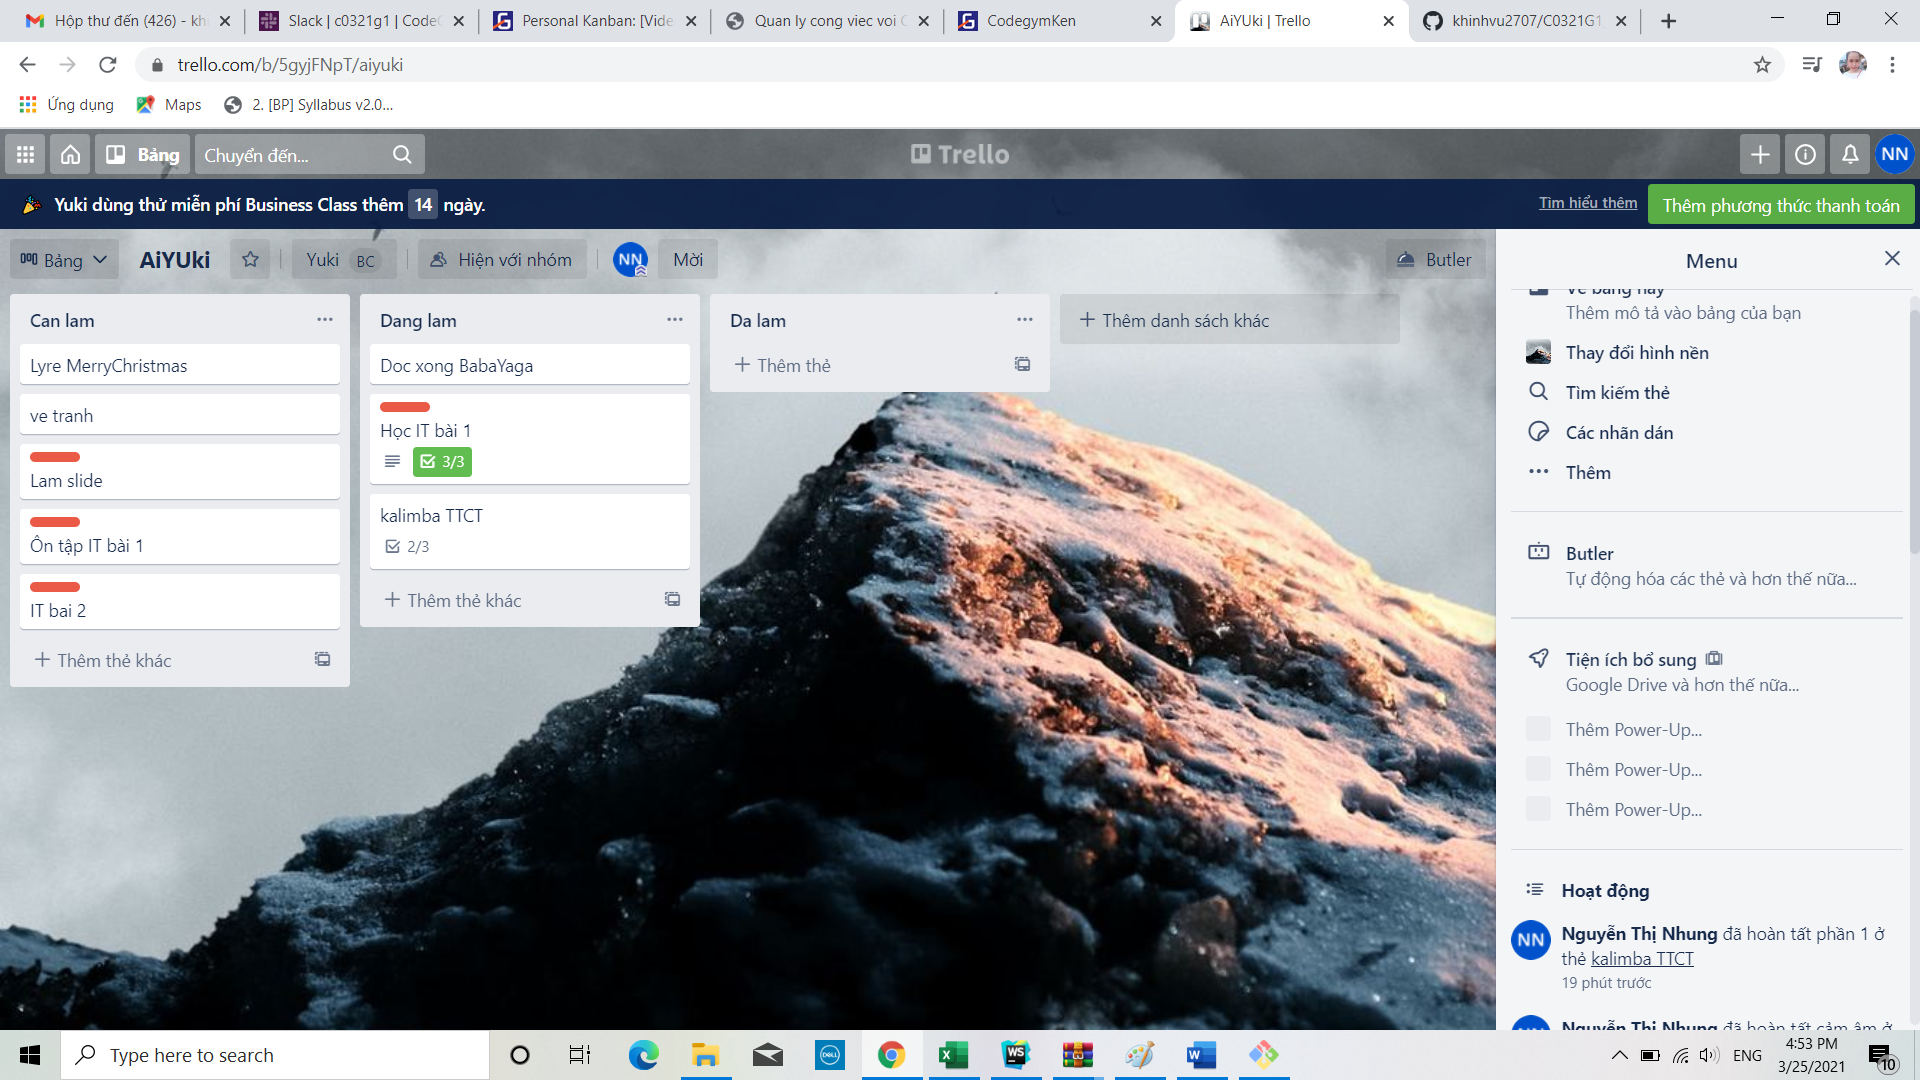 Hộp thư đến (426) - kh
Slack | c0321g1 | Code
Personal Kanban: [Vide
Quan ly cong viec voi
CodegymKen
AiYUki | Trello
khinhvu2707/C0321G1
trello.com/b/5gyjFNpT/aiyuki
Ứng dụng
Maps
2. [BP] Syllabus v2.0...
Bảng
Chuyển đến...
Trello
NN
Yuki dùng thử miễn phí Business Class thêm 14 ngày.
Tìm hiểu thêm
Thêm phương thức thanh toán
Bảng
AiYUki
Yuki BC
Hiện với nhóm
NN
Mời
Butler
Can lam
Lyre MerryChristmas
ve tranh
Lam slide
Ôn tập IT bài 1
IT bai 2
Thêm thẻ khác
Dang lam
Doc xong BabaYaga
Học IT bài 1
3/3
kalimba TTCT
2/3
Thêm thẻ khác
Da lam
Thêm thẻ
Thêm danh sách khác
Menu
Về bảng này
Thêm mô tả vào bảng của bạn
Thay đổi hình nền
Tìm kiếm thẻ
Các nhãn dán
Thêm
Butler
Tự động hóa các thẻ và hơn thế nữa...
Tiện ích bổ sung
Google Drive và hơn thế nữa...
Thêm Power-Up...
Thêm Power-Up...
Thêm Power-Up...
Hoạt động
NN
Nguyễn Thị Nhung đã hoàn tất phần 1 ở
thẻ kalimba TTCT
19 phút trước
Nguyễn Thị Nhung đã hoàn tất cảm âm ở
Type here to search
DELL
WS
ENG
4:53 PM
3/25/2021
10